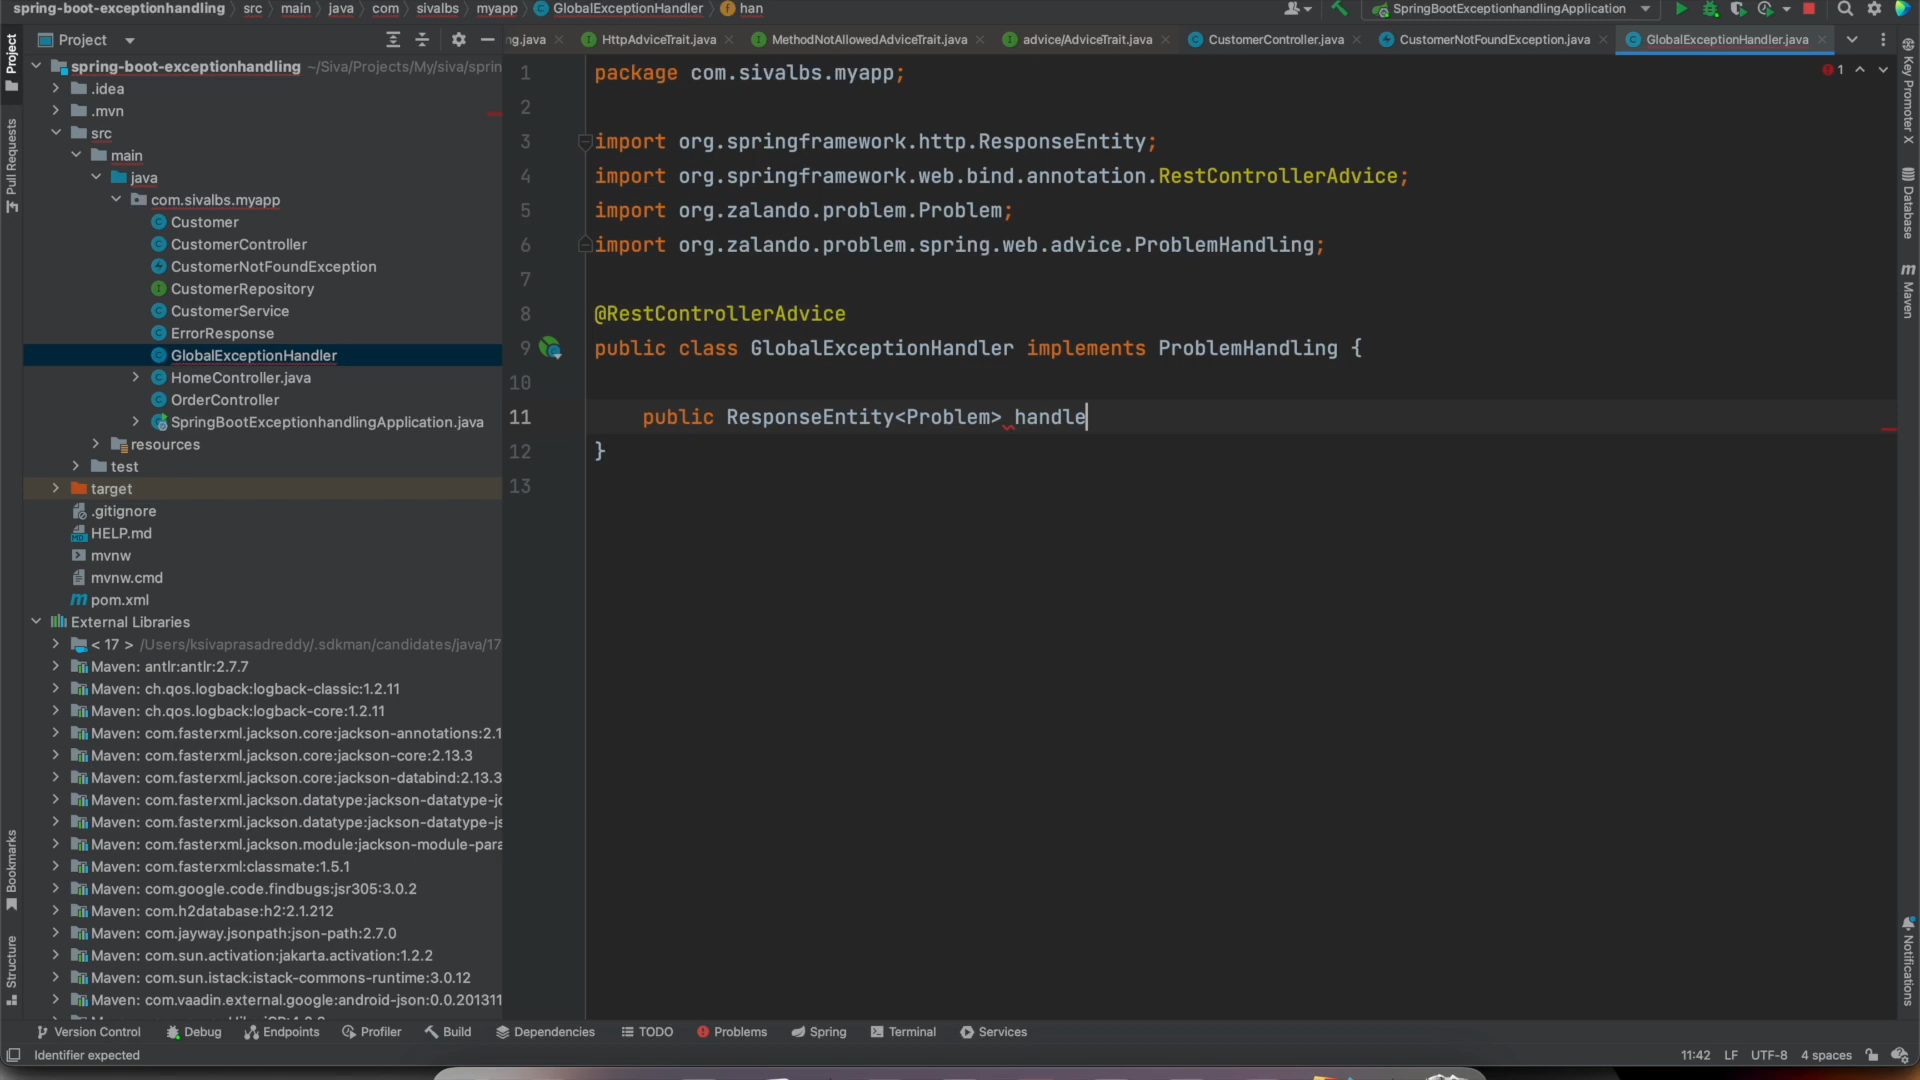 spring-boot-exceptionhandling > src > main > java > com > sivalbs > myapp > GlobalExceptionHandler > han
SpringBootExceptionhandlingApplication
Project
ng.java
HttpAdviceTrait.java
MethodNotAllowedAdviceTrait.java
advice/AdviceTrait.java
CustomerController.java
CustomerNotFoundException.java
GlobalExceptionHandler.java
Project
Pull Requests
Bookmarks
Structure
spring-boot-exceptionhandling ~/Siva/Projects/My/siva/sprin
.idea
.mvn
src
main
java
com.sivalbs.myapp
Customer
CustomerController
CustomerNotFoundException
CustomerRepository
CustomerService
ErrorResponse
GlobalExceptionHandler
HomeController.java
OrderController
SpringBootExceptionhandlingApplication.java
resources
test
target
.gitignore
HELP.md
mvnw
mvnw.cmd
pom.xml
External Libraries
< 17 > /Users/ksivaprasadreddy/.sdkman/candidates/java/17
Maven: antlr:antlr:2.7.7
Maven: ch.qos.logback:logback-classic:1.2.11
Maven: ch.qos.logback:logback-core:1.2.11
Maven: com.fasterxml.jackson.core:jackson-annotations:2.1
Maven: com.fasterxml.jackson.core:jackson-core:2.13.3
Maven: com.fasterxml.jackson.core:jackson-databind:2.13.3
Maven: com.fasterxml.jackson.datatype:jackson-datatype-jc
Maven: com.fasterxml.jackson.datatype:jackson-datatype-js
Maven: com.fasterxml.jackson.module:jackson-module-para
Maven: com.fasterxml:classmate:1.5.1
Maven: com.google.code.findbugs:jsr305:3.0.2
Maven: com.h2database:h2:2.1.212
Maven: com.jayway.jsonpath:json-path:2.7.0
Maven: com.sun.activation:jakarta.activation:1.2.2
Maven: com.sun.istack:istack-commons-runtime:3.0.12
Maven: com.vaadin.external.google:android-json:0.0.201311
1 package com.sivalbs.myapp;
2
3 import org.springframework.http.ResponseEntity;
4 import org.springframework.web.bind.annotation.RestControllerAdvice;
5 import org.zalando.problem.Problem;
6 import org.zalando.problem.spring.web.advice.ProblemHandling;
7
8 @RestControllerAdvice
9 public class GlobalExceptionHandler implements ProblemHandling {
10
11 public ResponseEntity<Problem> handle
12 }
13
1
Key Promoter X
Database
Maven
Notifications
Version Control
Debug
Endpoints
Profiler
Build
Dependencies
TODO
Problems
Spring
Terminal
Services
Identifier expected
11:42 LF UTF-8 4 spaces